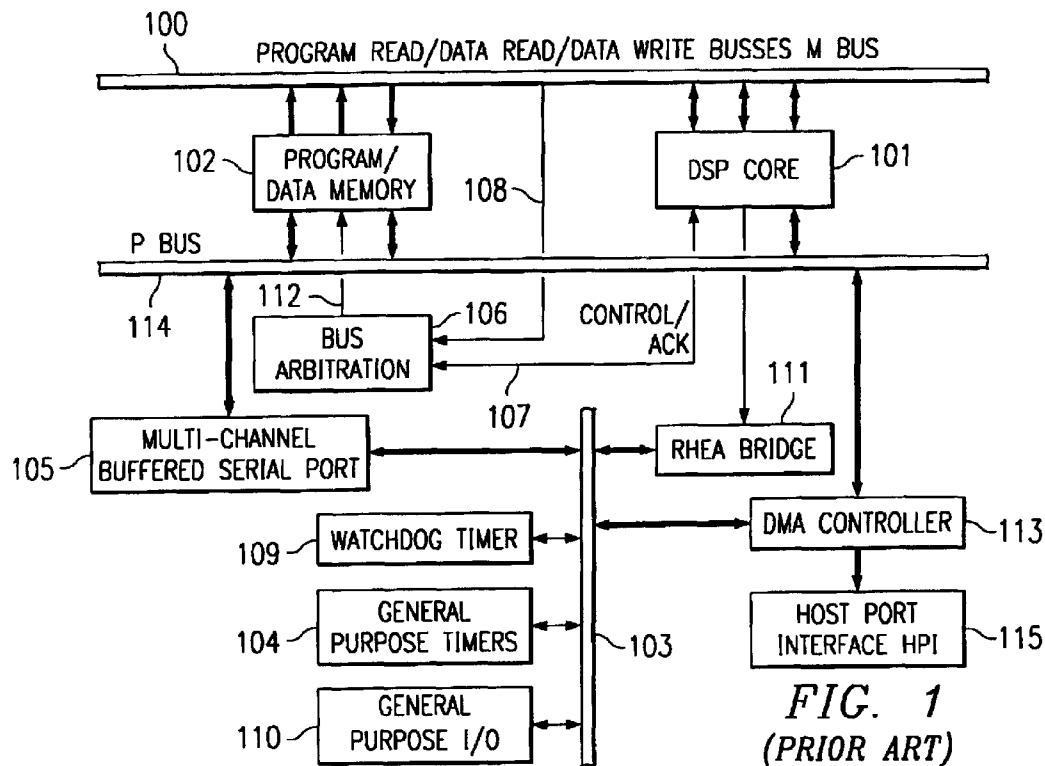 100
PROGRAM READ/DATA READ/DATA WRITE BUSSES M BUS
102
PROGRAM/
DATA MEMORY
108
DSP CORE
101
P BUS
114
112
106
BUS
ARBITRATION
CONTROL/
ACK
107
111
105
MULTI-CHANNEL
BUFFERED SERIAL PORT
RHEA BRIDGE
109
WATCHDOG TIMER
DMA CONTROLLER
113
104
GENERAL
PURPOSE TIMERS
103
HOST PORT
INTERFACE HPI
115
110
GENERAL
PURPOSE I/O
FIG. 1
(PRIOR ART)